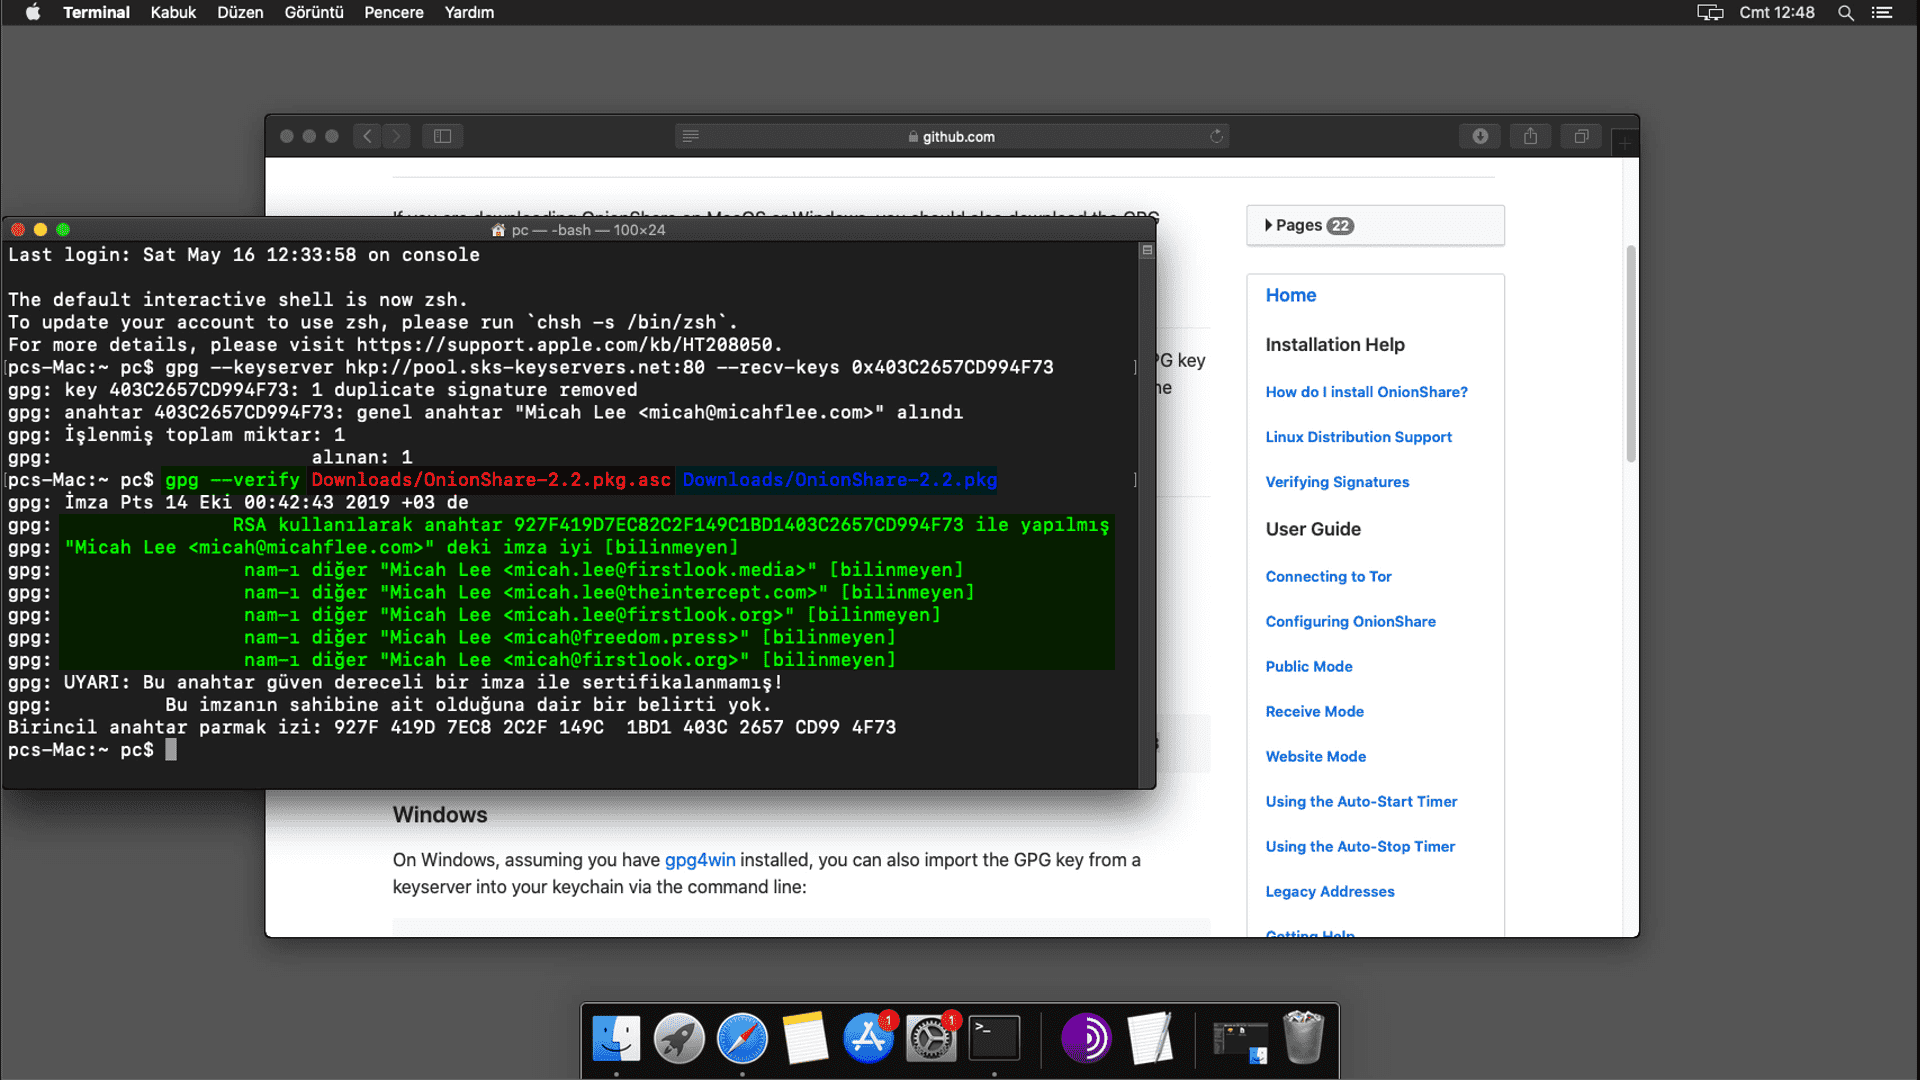 Terminal Kabuk Düzen Görüntü Pencere Yardım Cmt 12:48
github.com
Pages 22
pc — -bash — 100×24
Last login: Sat May 16 12:33:58 on console
The default interactive shell is now zsh.
To update your account to use zsh, please run `chsh -s /bin/zsh`.
For more details, please visit https://support.apple.com/kb/HT208050.
[pcs-Mac:~ pc$ gpg --keyserver hkp://pool.sks-keyservers.net:80 --recv-keys 0x403C2657CD994F73 ]
gpg: key 403C2657CD994F73: 1 duplicate signature removed
gpg: anahtar 403C2657CD994F73: genel anahtar "Micah Lee <micah@micahflee.com>" alındı
gpg: İşlenmiş toplam miktar: 1
gpg: alınan: 1
[pcs-Mac:~ pc$ gpg --verify Downloads/OnionShare-2.2.pkg.asc Downloads/OnionShare-2.2.pkg ]
gpg: İmza Pts 14 Eki 00:42:43 2019 +03 de
gpg: RSA kullanılarak anahtar 927F419D7EC82C2F149C1BD1403C2657CD994F73 ile yapılmış
gpg: "Micah Lee <micah@micahflee.com>" deki imza iyi [bilinmeyen]
gpg: nam-ı diğer "Micah Lee <micah.lee@firstlook.media>" [bilinmeyen]
gpg: nam-ı diğer "Micah Lee <micah.lee@theintercept.com>" [bilinmeyen]
gpg: nam-ı diğer "Micah Lee <micah.lee@firstlook.org>" [bilinmeyen]
gpg: nam-ı diğer "Micah Lee <micah@freedom.press>" [bilinmeyen]
gpg: nam-ı diğer "Micah Lee <micah@firstlook.org>" [bilinmeyen]
gpg: UYARI: Bu anahtar güven dereceli bir imza ile sertifikalanmamış!
gpg: Bu imzanın sahibine ait olduğuna dair bir belirti yok.
Birincil anahtar parmak izi: 927F 419D 7EC8 2C2F 149C 1BD1 403C 2657 CD99 4F73
pcs-Mac:~ pc$
PG key
ne
Windows
On Windows, assuming you have gpg4win installed, you can also import the GPG key from a
keyserver into your keychain via the command line:
Home
Installation Help
How do I install OnionShare?
Linux Distribution Support
Verifying Signatures
User Guide
Connecting to Tor
Configuring OnionShare
Public Mode
Receive Mode
Website Mode
Using the Auto-Start Timer
Using the Auto-Stop Timer
Legacy Addresses
Getting Help
1
1